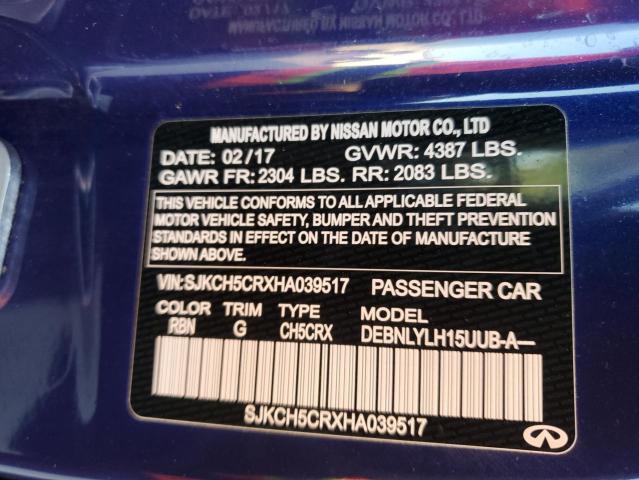 MANUFACTURED BY NISSAN MOTOR CO., LTD
DATE: 02/17 GVWR: 4387 LBS.
GAWR FR: 2304 LBS. RR: 2083 LBS.
THIS VEHICLE CONFORMS TO ALL APPLICABLE FEDERAL
MOTOR VEHICLE SAFETY, BUMPER AND THEFT PREVENTION
STANDARDS IN EFFECT ON THE DATE OF MANUFACTURE
SHOWN ABOVE.
VIN:SJKCH5CRXHA039517 PASSENGER CAR
COLOR TRIM TYPE MODEL
RBN G CH5CRX DEBNLYLH15UUB-A—
SJKCH5CRXHA039517